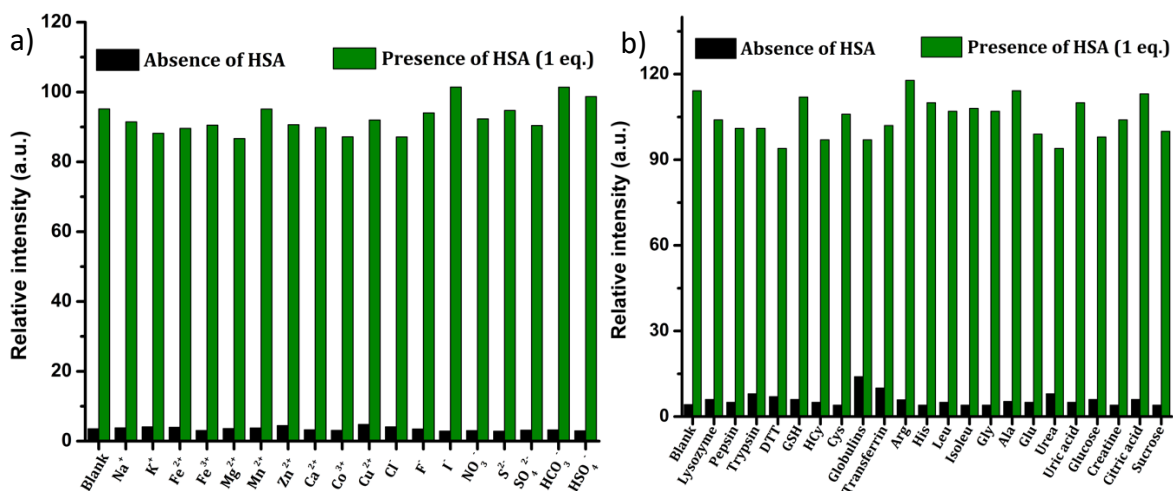 a)
Absence of HSA
Presence of HSA (1 eq.)
Relative intensity (a.u.)
120
100
80
60
40
20
0
Blank
Na⁺
K⁺
Fe²⁺
Fe³⁺
Mg²⁺
Mn²⁺
Zn²⁺
Ca²⁺
Co³⁺
Cu²⁺
Cl⁻
F⁻
I⁻
NO₃⁻
S²⁻
SO₄²⁻
HCO₃⁻
HSO₄⁻
b)
Absence of HSA
Presence of HSA (1 eq.)
Relative intensity (a.u.)
120
90
60
30
0
Blank
Lysozyme
Pepsin
Trypsin
DTT
GSH
HCy
Cys
Globulins
Transferrin
Arg
His
Leu
Isoleu
Gly
Ala
Glu
Urea
Uric acid
Glucose
Creatine
Citric acid
Sucrose